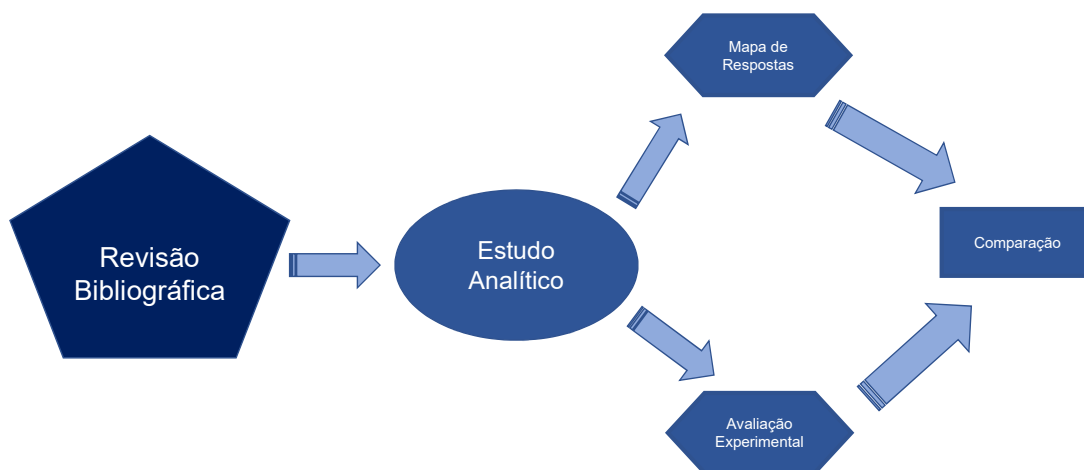 Revisão
Bibliográfica
Estudo
Analítico
Mapa de
Respostas
Avaliação
Experimental
Comparação